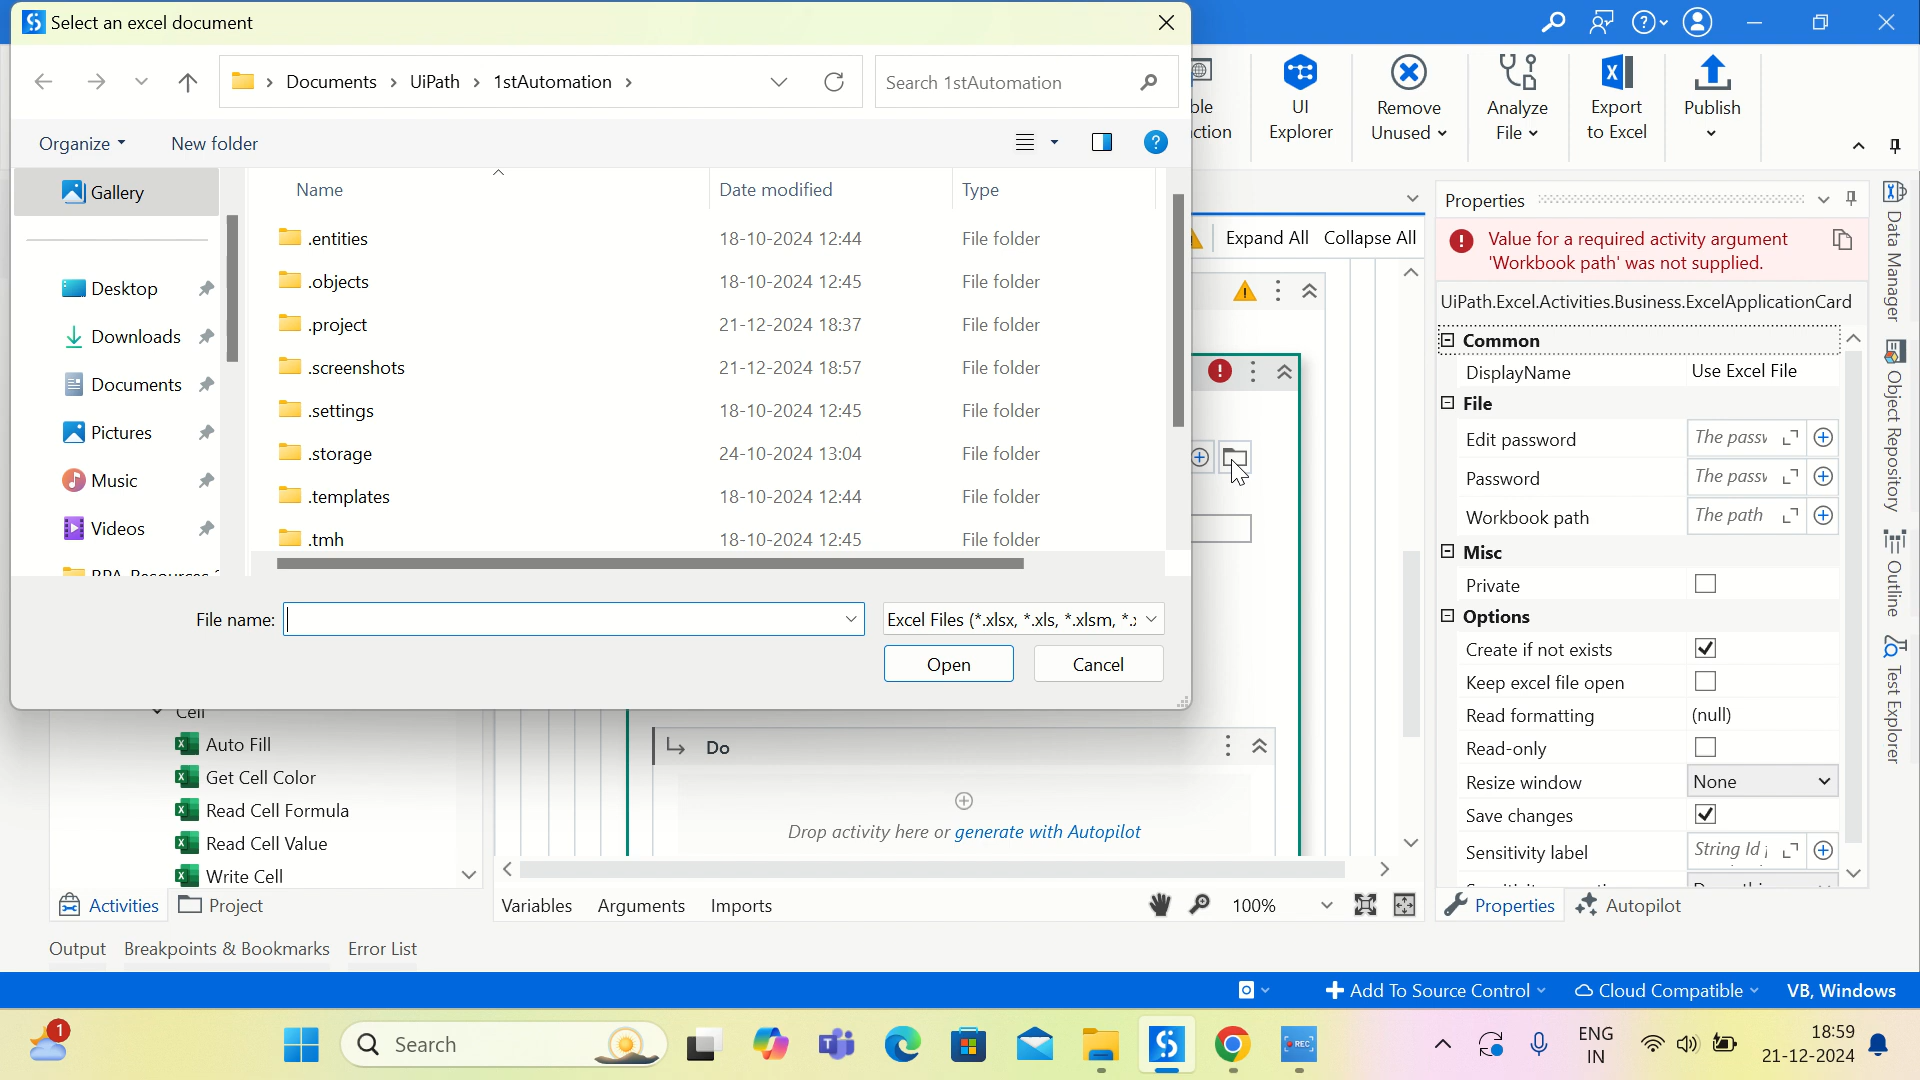 Select an excel document
Documents > UiPath > 1stAutomation >
Search 1stAutomation
Organize
New folder
Name
Date modified
Type
Gallery
Desktop
Downloads
Documents
Pictures
Music
Videos
.entities 18-10-2024 12:44 File folder
.objects 18-10-2024 12:45 File folder
.project 21-12-2024 18:37 File folder
.screenshots 21-12-2024 18:57 File folder
.settings 18-10-2024 12:45 File folder
.storage 24-10-2024 13:04 File folder
.templates 18-10-2024 12:44 File folder
.tmh 18-10-2024 12:45 File folder
File name:
Excel Files (*.xlsx, *.xls, *.xlsm, *.x
Open
Cancel
UI
Explorer
Remove
Unused
Analyze
File
Export
to Excel
Publish
Expand All
Collapse All
Properties
Value for a required activity argument
'Workbook path' was not supplied.
UiPath.Excel.Activities.Business.ExcelApplicationCard
Common
DisplayName Use Excel File
File
Edit password The passw
Password The passw
Workbook path The path
Misc
Private
Options
Create if not exists
Keep excel file open
Read formatting (null)
Read-only
Resize window None
Save changes
Sensitivity label String Id
Data Manager
Object Repository
Outline
Test Explorer
Cell
Auto Fill
Get Cell Color
Read Cell Formula
Read Cell Value
Write Cell
Do
Drop activity here or generate with Autopilot
Activities
Project
Variables
Arguments
Imports
100%
Properties
Autopilot
Output
Breakpoints & Bookmarks
Error List
Add To Source Control
Cloud Compatible
VB, Windows
1
Search
REC
ENG
IN
18:59
21-12-2024